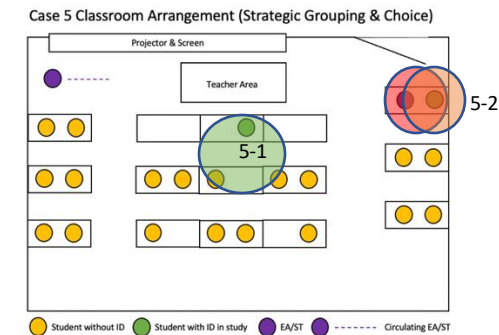 Case 5 Classroom Arrangement (Strategic Grouping & Choice)
Projector & Screen
Teacher Area
5-2
5-1
Student without ID Student with ID in study EA/ST Circulating EA/ST